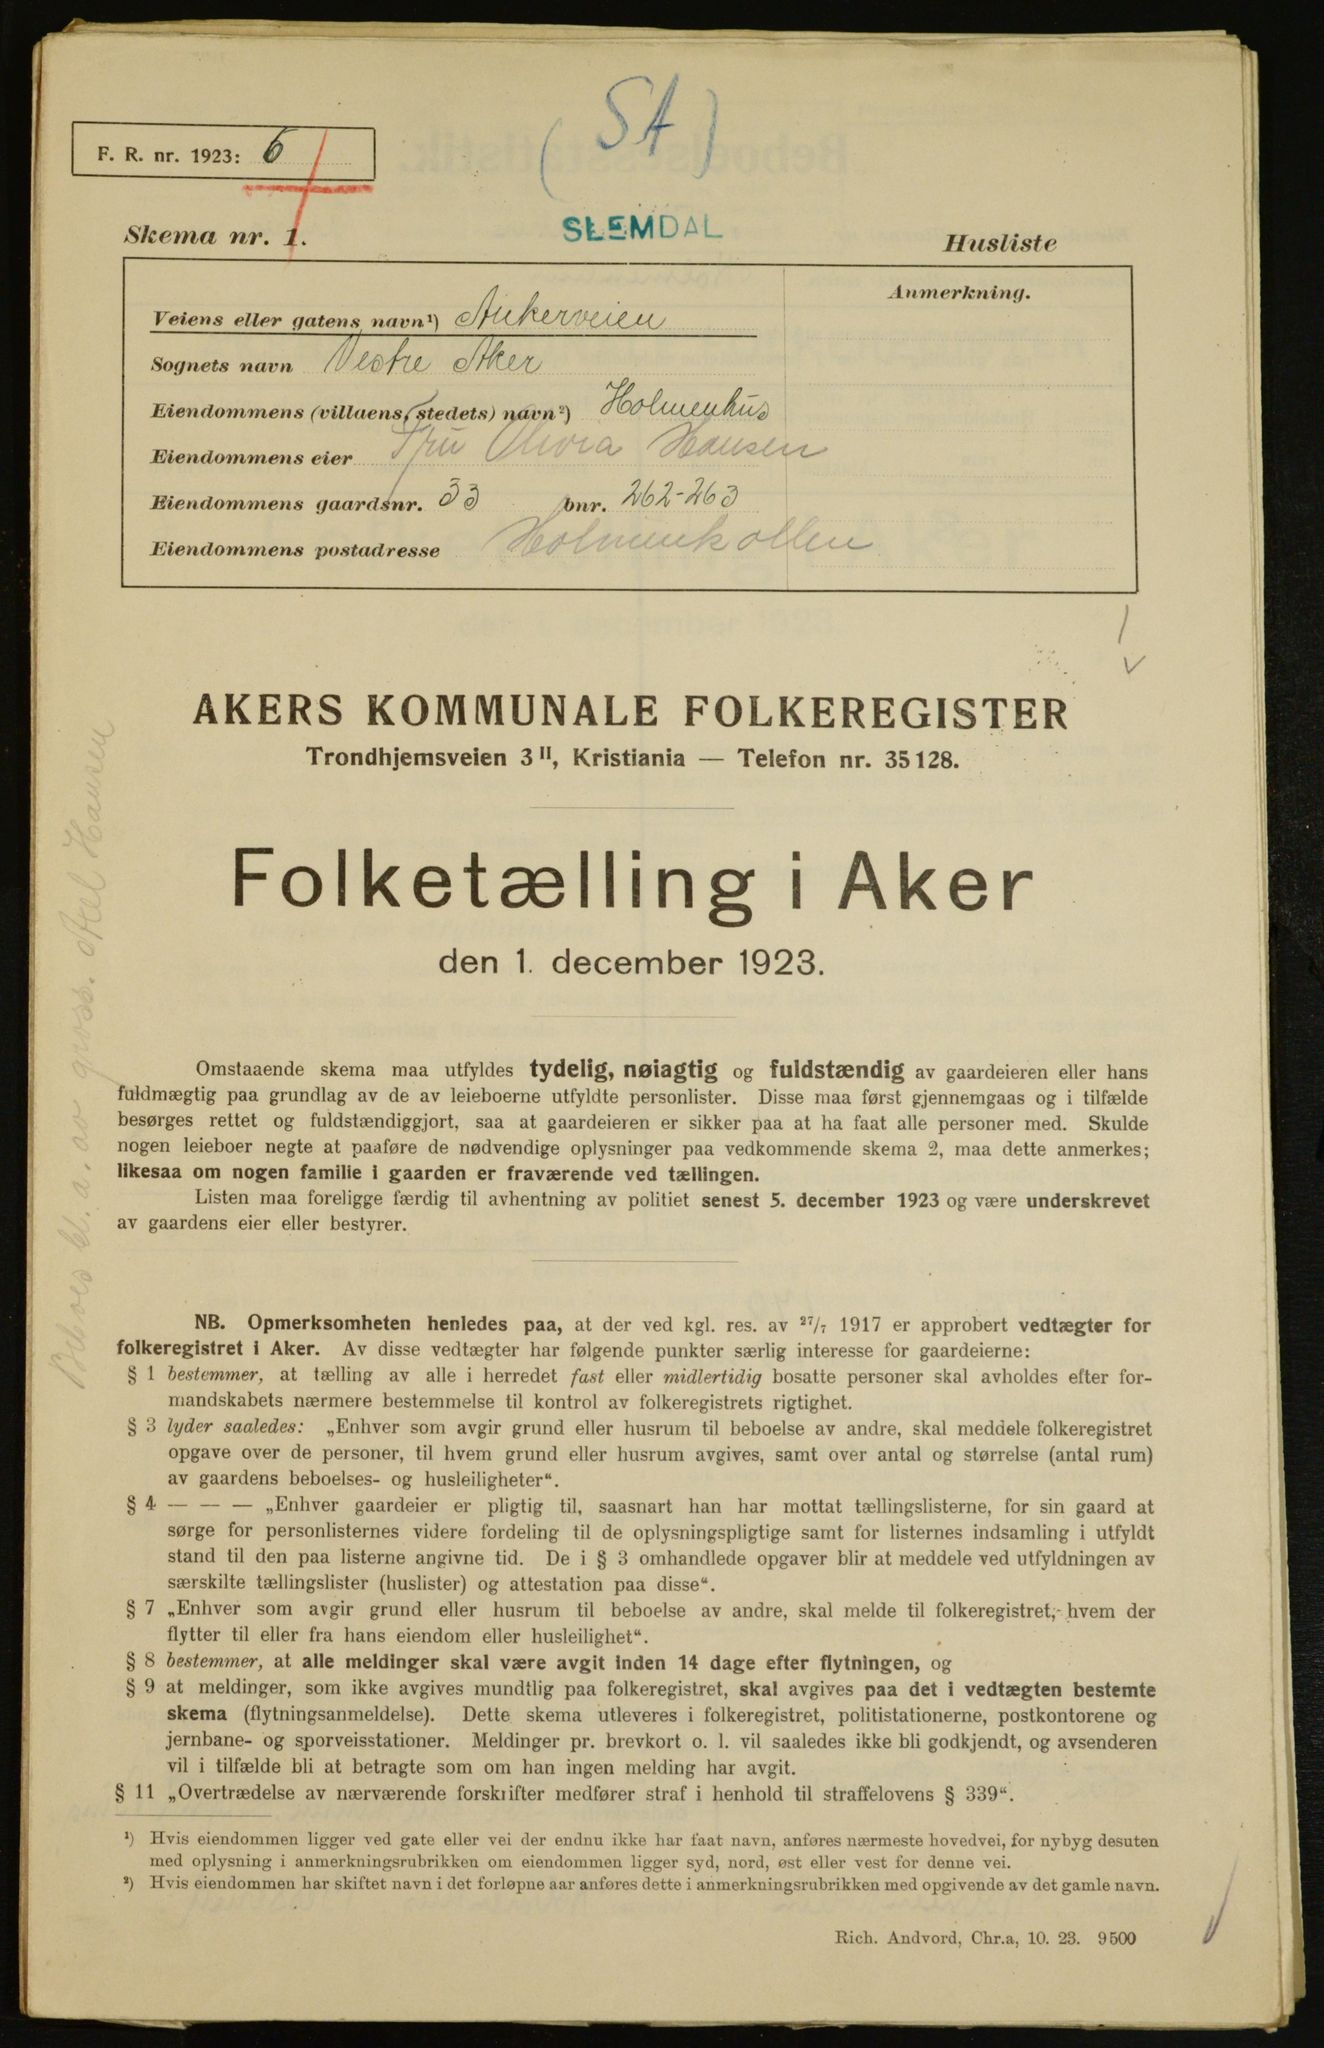 (SA)
F. R. nr. 1923: 6
Skema nr. 1.
SLEMDAL
Husliste
Veiens eller gatens navn¹) Ankerveien
Sognets navn Vestre Aker
Eiendommens (villaens, stedets) navn²) Holmenhus
Eiendommens eier Fru Olivia Hansen
Eiendommens gaardsnr. 33 bnr. 262-263
Eiendommens postadresse Holmenkollen
Anmerkning.
AKERS KOMMUNALE FOLKEREGISTER
Trondhjemsveien 3 II, Kristiania — Telefon nr. 35128.
Folketælling i Aker
den 1. december 1923.
Beboes bl. a. av gross. Axel Hansen
Omstaaende skema maa utfyldes tydelig, nøiagtig og fuldstændig av gaardeieren eller hans
fuldmægtig paa grundlag av de av leieboerne utfyldte personlister. Disse maa først gjennemgaas og i tilfælde
besørges rettet og fuldstændiggjort, saa at gaardeieren er sikker paa at ha faat alle personer med. Skulde
nogen leieboer negte at paaføre de nødvendige oplysninger paa vedkommende skema 2, maa dette anmerkes;
likesaa om nogen familie i gaarden er fraværende ved tællingen.
Listen maa foreligge færdig til avhentning av politiet senest 5. december 1923 og være underskrevet
av gaardens eier eller bestyrer.
NB. Opmerksomheten henledes paa, at der ved kgl. res. av 27/7 1917 er approbert vedtægter for
folkeregistret i Aker. Av disse vedtægter har følgende punkter særlig interesse for gaardeierne:
§ 1 bestemmer, at tælling av alle i herredet fast eller midlertidig bosatte personer skal avholdes efter for-
mandskabets nærmere bestemmelse til kontrol av folkeregistrets rigtighet.
§ 3 lyder saaledes: „Enhver som avgir grund eller husrum til beboelse av andre, skal meddele folkeregistret
opgave over de personer, til hvem grund eller husrum avgives, samt over antal og størrelse (antal rum)
av gaardens beboelses- og husleiligheter“.
§ 4 — — — „Enhver gaardeier er pligtig til, saasnart han har mottat tællingslisterne, for sin gaard at
sørge for personlisternes videre fordeling til de oplysningspligtige samt for listernes indsamling i utfyldt
stand til den paa listerne angivne tid. De i § 3 omhandlede opgaver blir at meddele ved utfyldningen av
særskilte tællingslister (huslister) og attestation paa disse“.
§ 7 „Enhver som avgir grund eller husrum til beboelse av andre, skal melde til folkeregistret, hvem der
flytter til eller fra hans eiendom eller husleilighet“.
§ 8 bestemmer, at alle meldinger skal være avgit inden 14 dage efter flytningen, og
§ 9 at meldinger, som ikke avgives mundtlig paa folkeregistret, skal avgives paa det i vedtægten bestemte
skema (flytningsanmeldelse). Dette skema utleveres i folkeregistret, politistationerne, postkontorene og
jernbane- og sporveisstationer. Meldinger pr. brevkort o. l. vil saaledes ikke bli godkjendt, og avsenderen
vil i tilfælde bli at betragte som om han ingen melding har avgit.
§ 11 „Overtrædelse av nærværende forskrifter medfører straf i henhold til straffelovens § 339“.
¹) Hvis eiendommen ligger ved gate eller vei der endnu ikke har faat navn, anføres nærmeste hovedvei, for nybyg desuten
med oplysning i anmerkningsrubrikken om eiendommen ligger syd, nord, øst eller vest for denne vei.
²) Hvis eiendommen har skiftet navn i det forløpne aar anføres dette i anmerkningsrubrikken med opgivende av det gamle navn.
Rich. Andvord, Chr.a, 10. 23. 9500